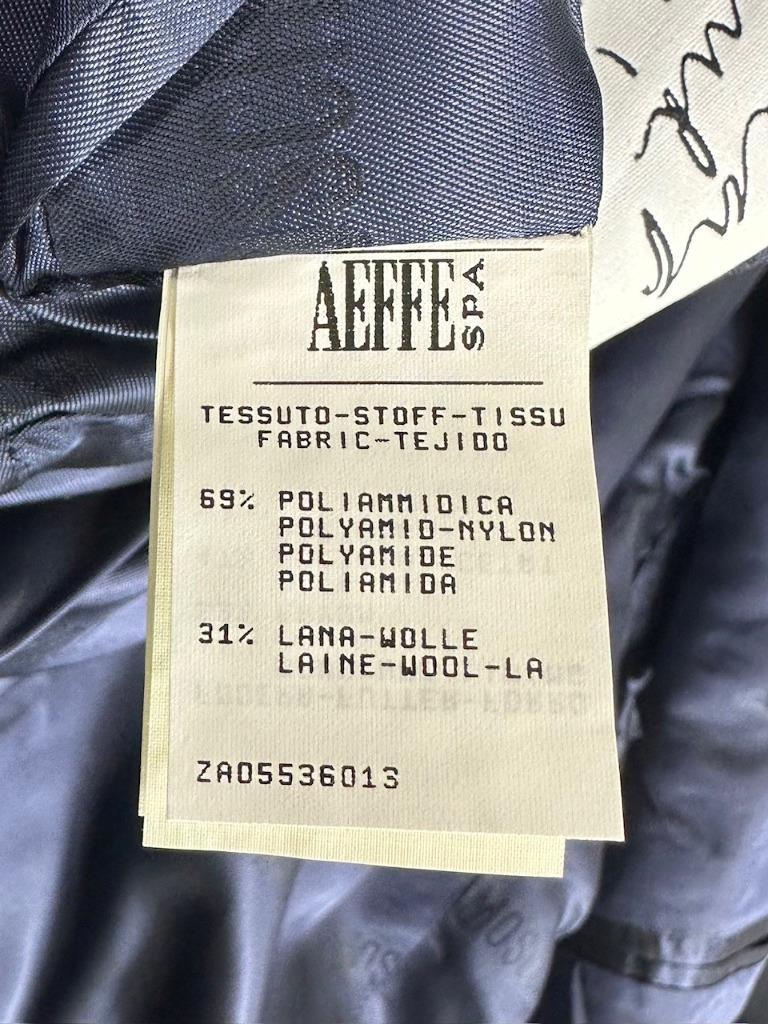 AEFFE SPA
TESSUTO-STOFF-TISSU
FABRIC-TEJIDO
69% POLIAMMIDICA
POLYAMID-NYLON
POLYAMIDE
POLIAMIDA
31% LANA-WOLLE
LAINE-WOOL-LA
ZA05536013